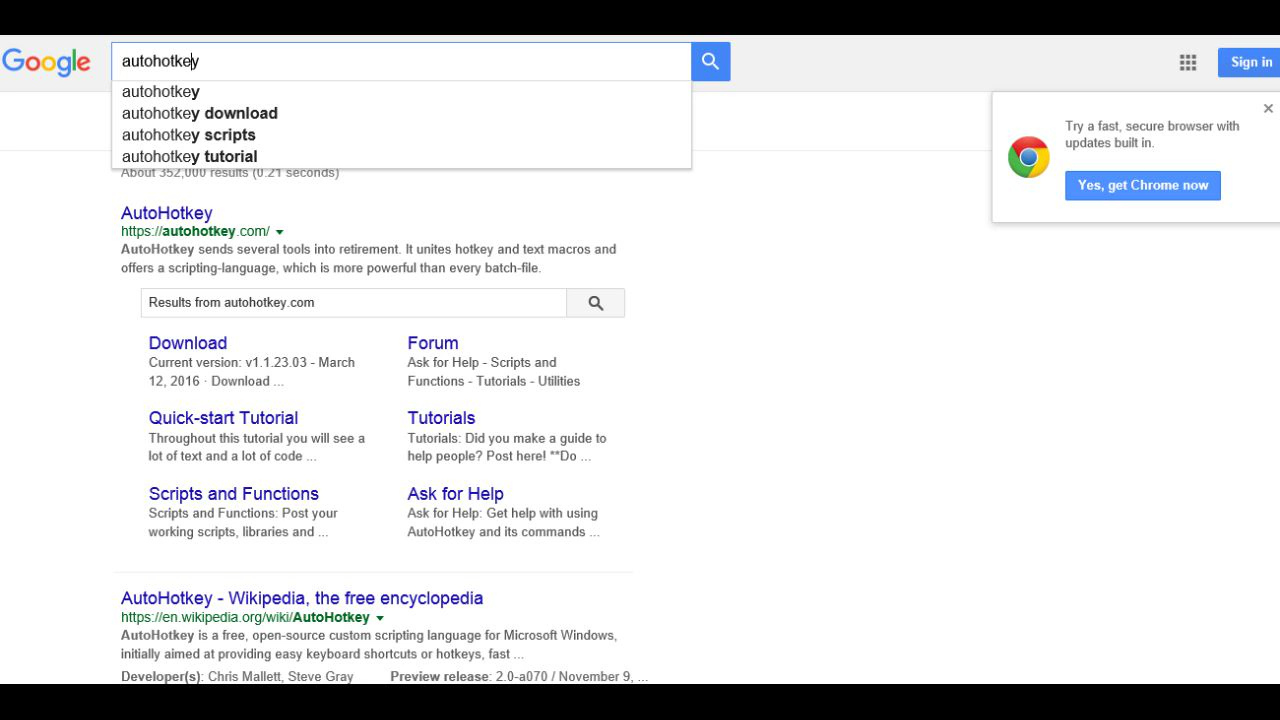 Google
autohotkey
Sign in
autohotkey
autohotkey download
autohotkey scripts
autohotkey tutorial
Try a fast, secure browser with
updates built in.
Yes, get Chrome now
About 352,000 results (0.21 seconds)
AutoHotkey
https://autohotkey.com/
AutoHotkey sends several tools into retirement. It unites hotkey and text macros and
offers a scripting-language, which is more powerful than every batch-file.
Results from autohotkey.com
Download
Current version: v1.1.23.03 - March
12, 2016 · Download ...
Forum
Ask for Help - Scripts and
Functions - Tutorials - Utilities
Quick-start Tutorial
Throughout this tutorial you will see a
lot of text and a lot of code ...
Tutorials
Tutorials: Did you make a guide to
help people? Post here! **Do ...
Scripts and Functions
Scripts and Functions: Post your
working scripts, libraries and ...
Ask for Help
Ask for Help: Get help with using
AutoHotkey and its commands ...
AutoHotkey - Wikipedia, the free encyclopedia
https://en.wikipedia.org/wiki/AutoHotkey
AutoHotkey is a free, open-source custom scripting language for Microsoft Windows,
initially aimed at providing easy keyboard shortcuts or hotkeys, fast ...
Developer(s): Chris Mallett, Steve Gray Preview release: 2.0-a070 / November 9, ...